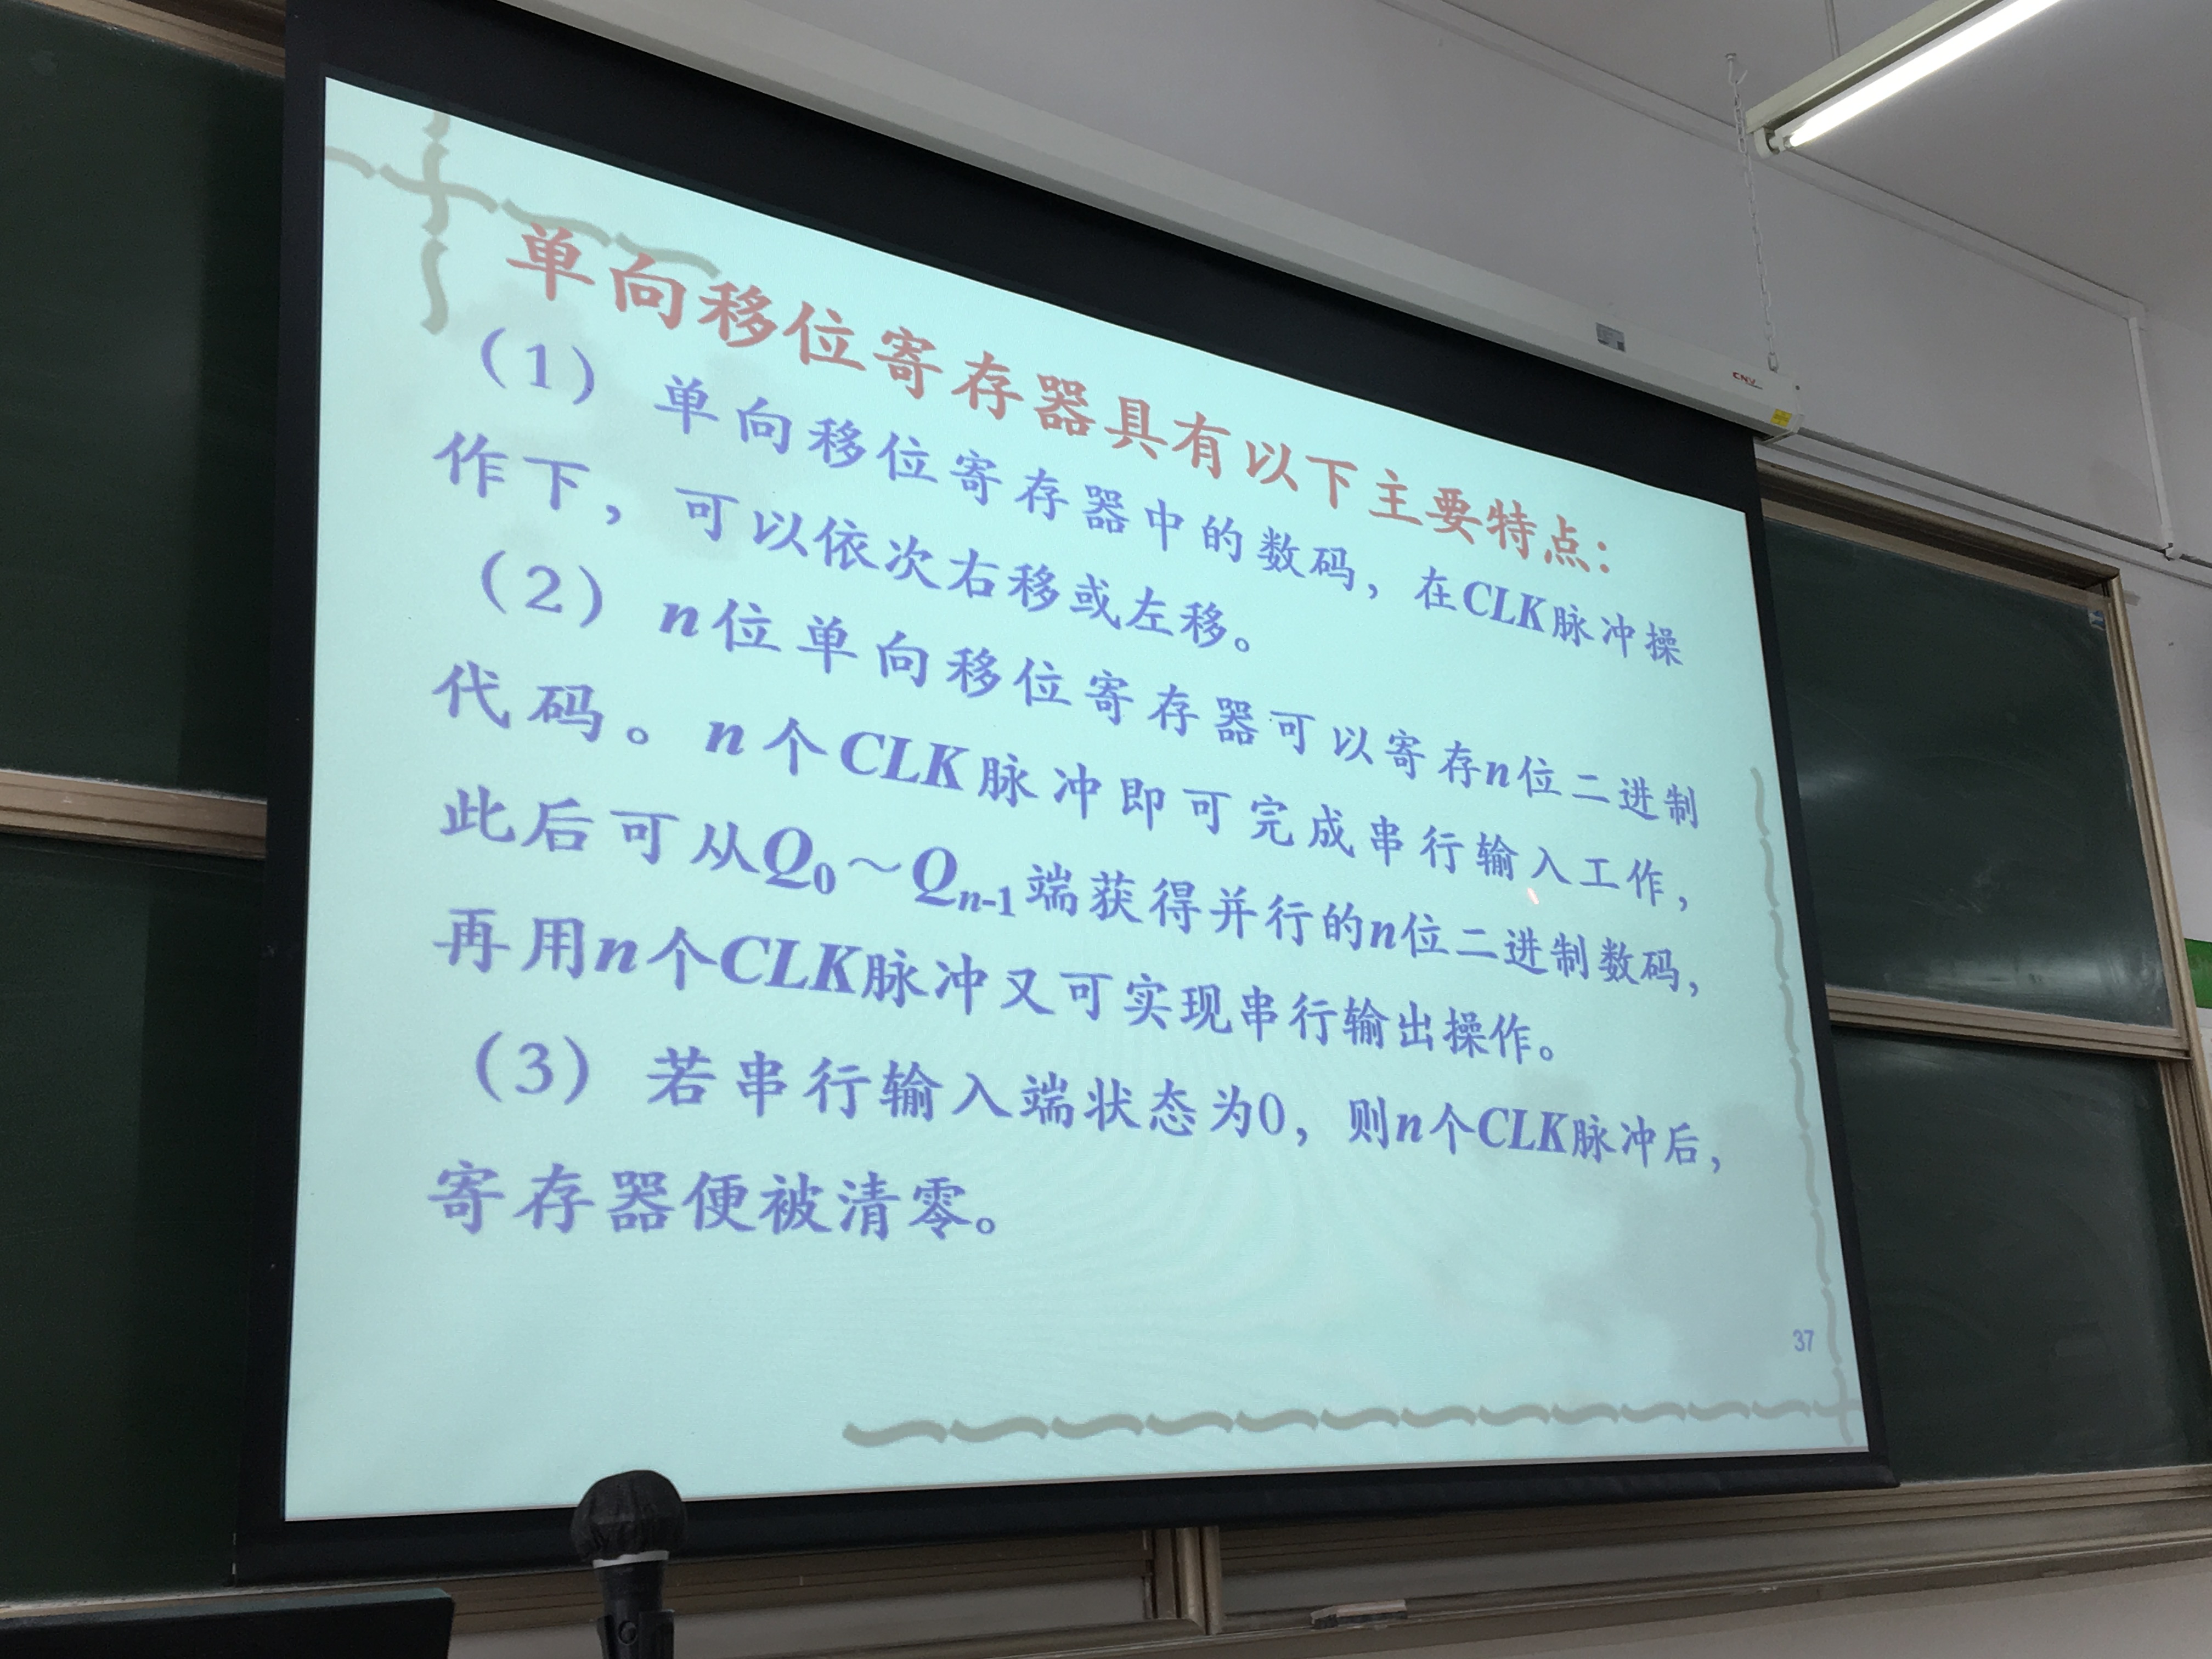 单向移位寄存器具有以下主要特点：
（1）单向移位寄存器中的数码，在CLK脉冲操
作下，可以依次右移或左移。
（2）n位单向移位寄存器可以寄存n位二进制
代码。n个CLK脉冲即可完成串行输入工作，
此后可从Q0～Qn-1端获得并行的n位二进制数码，
再用n个CLK脉冲又可实现串行输出操作。
（3）若串行输入端状态为0，则n个CLK脉冲后，
寄存器便被清零。
37